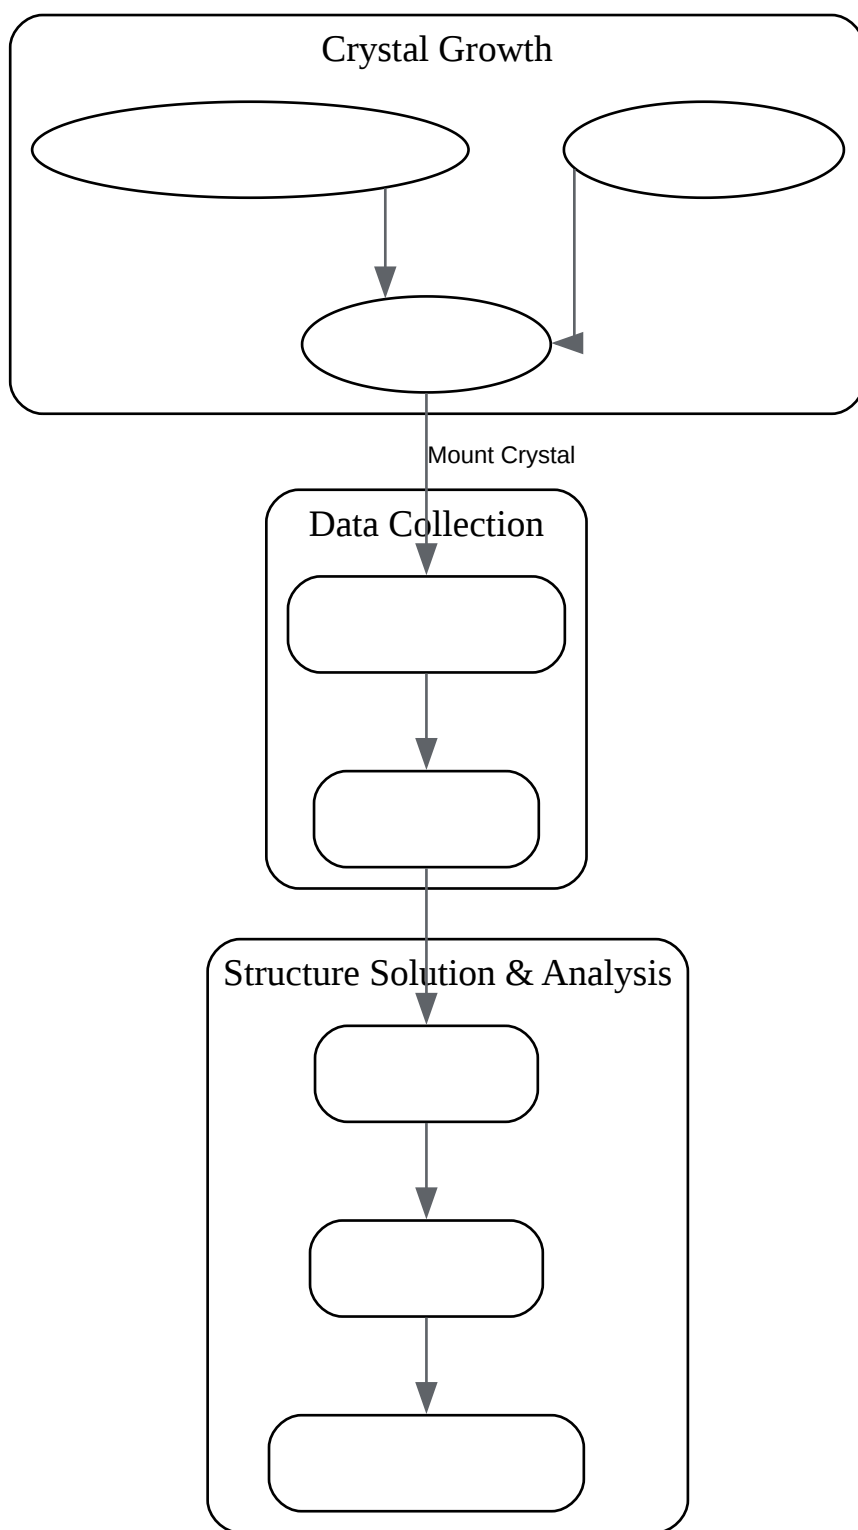 Crystal Growth
Mount Crystal
Data Collection
Structure Solution & Analysis